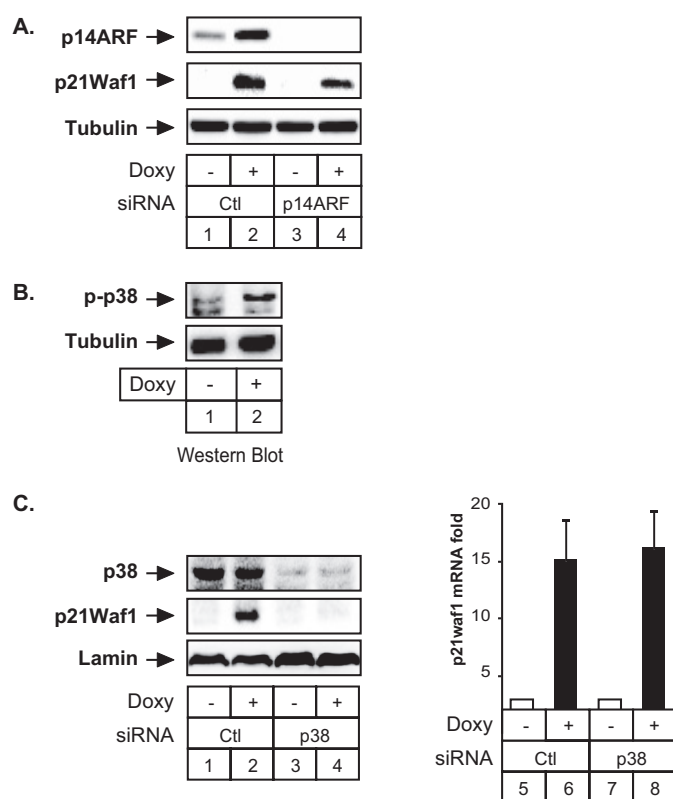 A.
p14ARF
p21Waf1
Tubulin
Doxy - + - +
siRNA Ctl p14ARF
1 2 3 4
B.
p-p38
Tubulin
Doxy - +
1 2
Western Blot
C.
p38
p21Waf1
Lamin
Doxy - + - +
siRNA Ctl p38
1 2 3 4
p21waf1 mRNA fold
20
15
10
5
Doxy - + - +
siRNA Ctl p38
5 6 7 8